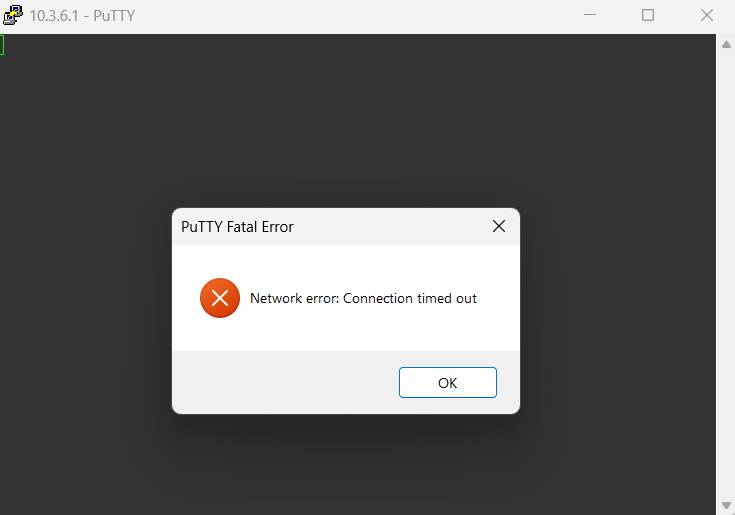 10.3.6.1 - PuTTY
PuTTY Fatal Error
Network error: Connection timed out
OK